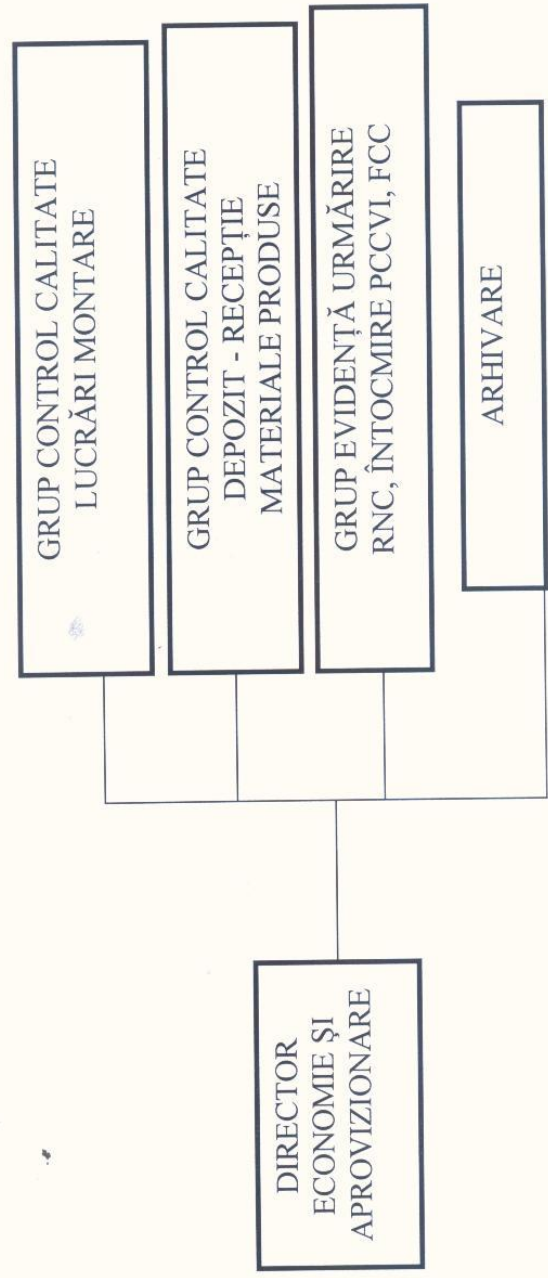 DIRECTOR
ECONOMIE ȘI
APROVIZIONARE
GRUP CONTROL CALITATE
LUCRĂRI MONTARE
GRUP CONTROL CALITATE
DEPOZIT - RECEPȚIE
MATERIALE PRODUSE
GRUP EVIDENȚĂ URMĂRIRE
RNC, ÎNTOCMIRE PCCVI, FCC
ARHIVARE